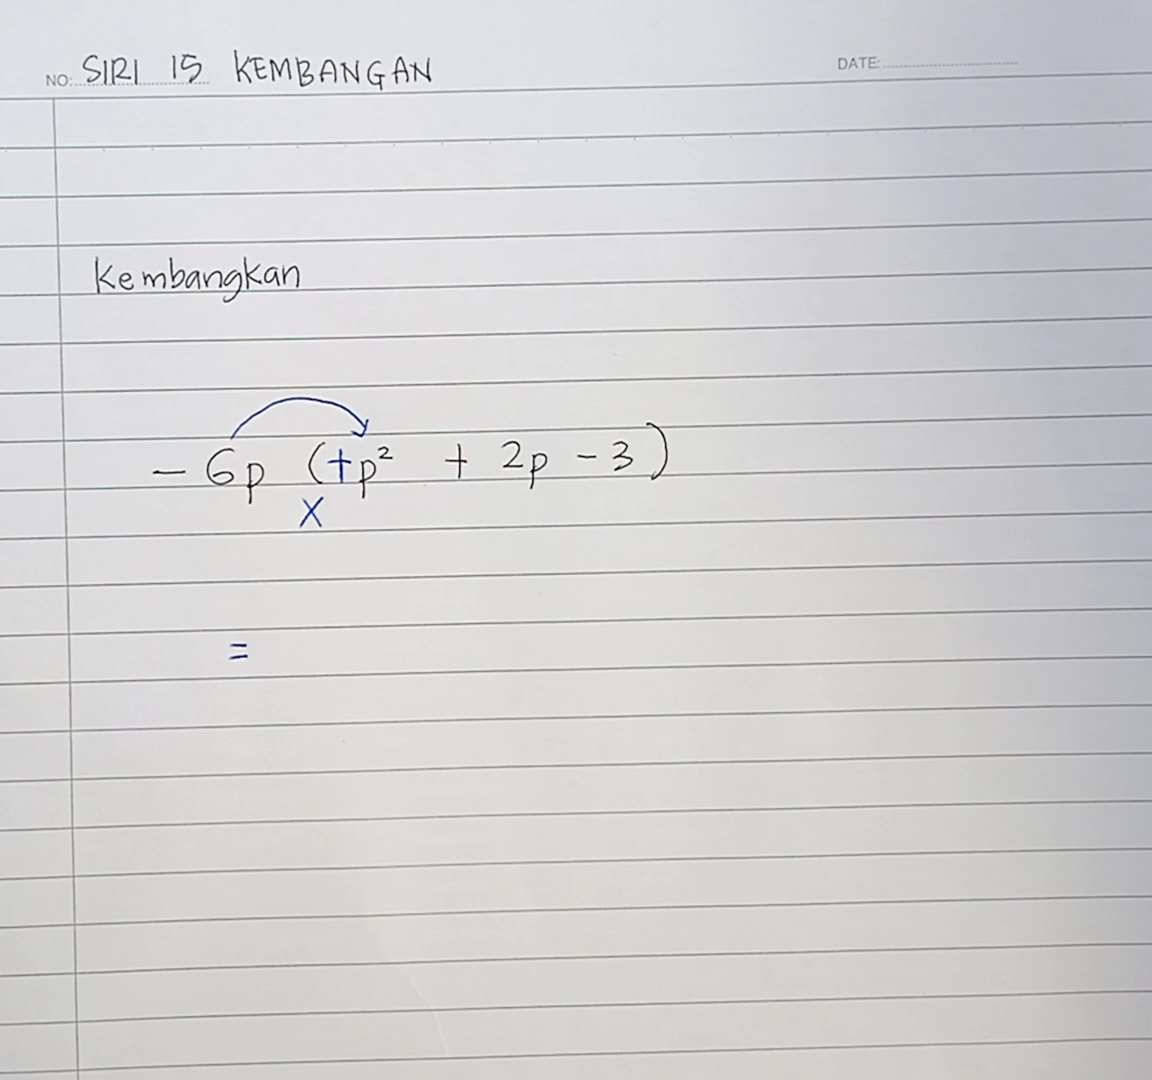 NO: SIRI 15 KEMBANGAN DATE:
Kembangkan
- 6p (+p² + 2p - 3)
x
=